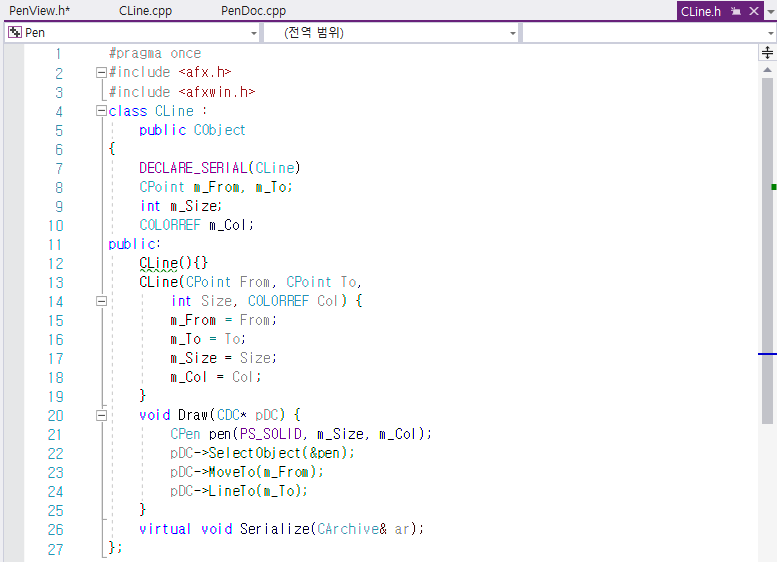 PenView.h* CLine.cpp PenDoc.cpp CLine.h
Pen (전역 범위)
1 #pragma once
2 #include <afx.h>
3 #include <afxwin.h>
4 class CLine :
5 public CObject
6 {
7 DECLARE_SERIAL(CLine)
8 CPoint m_From, m_To;
9 int m_Size;
10 COLORREF m_Col;
11 public:
12 CLine(){}
13 CLine(CPoint From, CPoint To,
14 int Size, COLORREF Col) {
15 m_From = From;
16 m_To = To;
17 m_Size = Size;
18 m_Col = Col;
19 }
20 void Draw(CDC* pDC) {
21 CPen pen(PS_SOLID, m_Size, m_Col);
22 pDC->SelectObject(&pen);
23 pDC->MoveTo(m_From);
24 pDC->LineTo(m_To);
25 }
26 virtual void Serialize(CArchive& ar);
27 };